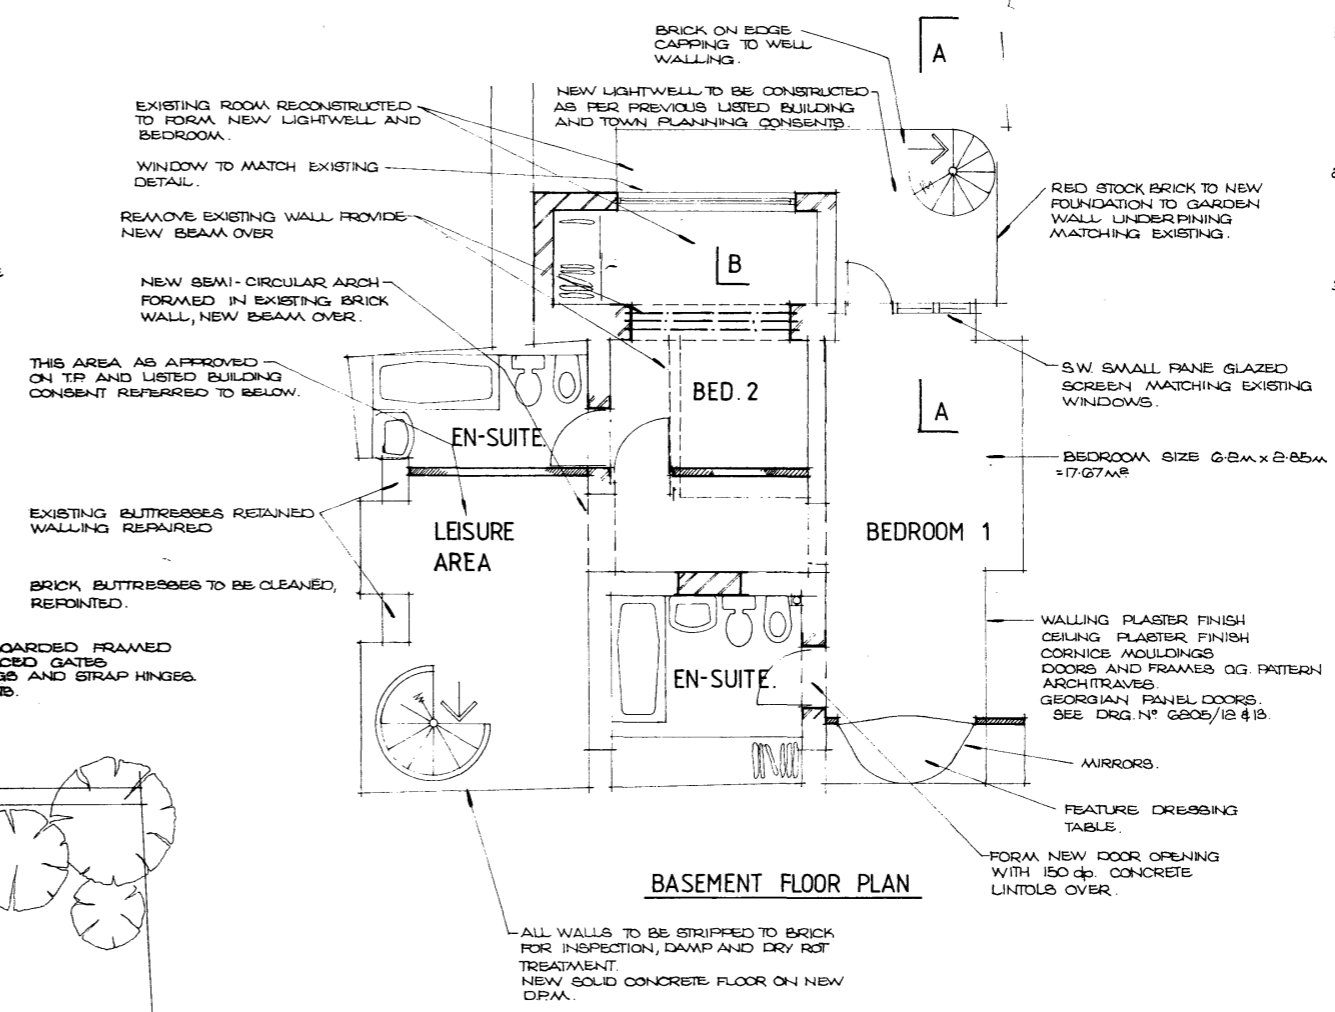 BRICK ON EDGE
CAPPING TO WELL
WALLING.
A
NEW LIGHTWELL TO BE CONSTRUCTED
AS PER PREVIOUS LISTED BUILDING
AND TOWN PLANNING CONSENTS.
EXISTING ROOM RECONSTRUCTED
TO FORM NEW LIGHTWELL AND
BEDROOM.
WINDOW TO MATCH EXISTING
DETAIL.
REMOVE EXISTING WALL PROVIDE
NEW BEAM OVER
NEW SEMI-CIRCULAR ARCH
FORMED IN EXISTING BRICK
WALL, NEW BEAM OVER.
THIS AREA AS APPROVED
ON T.P. AND LISTED BUILDING
CONSENT REFERRED TO BELOW.
EXISTING BUTTRESSES RETAINED
WALLING REPAIRED
BRICK BUTTRESSES TO BE CLEANED,
REPOINTED.
OARDED FRAMED
CED GATES
GS AND STRAP HINGES.
TS.
RED STOCK BRICK TO NEW
FOUNDATION TO GARDEN
WALL UNDERPINING
MATCHING EXISTING.
B
S.W. SMALL PANE GLAZED
SCREEN MATCHING EXISTING
WINDOWS.
BED. 2
A
EN-SUITE.
BEDROOM SIZE 6.2M x 2.85M
=17.67M²
LEISURE
AREA
BEDROOM 1
EN-SUITE.
WALLING PLASTER FINISH
CEILING PLASTER FINISH
CORNICE MOULDINGS
DOORS AND FRAMES OG. PATTERN
ARCHITRAVES.
GEORGIAN PANEL DOORS.
SEE DRG. Nº 6205/12 & 13.
MIRRORS.
FEATURE DRESSING
TABLE.
FORM NEW DOOR OPENING
WITH 150 dp. CONCRETE
LINTOLS OVER.
BASEMENT FLOOR PLAN
ALL WALLS TO BE STRIPPED TO BRICK
FOR INSPECTION, DAMP AND DRY ROT
TREATMENT.
NEW SOLID CONCRETE FLOOR ON NEW
D.P.M.